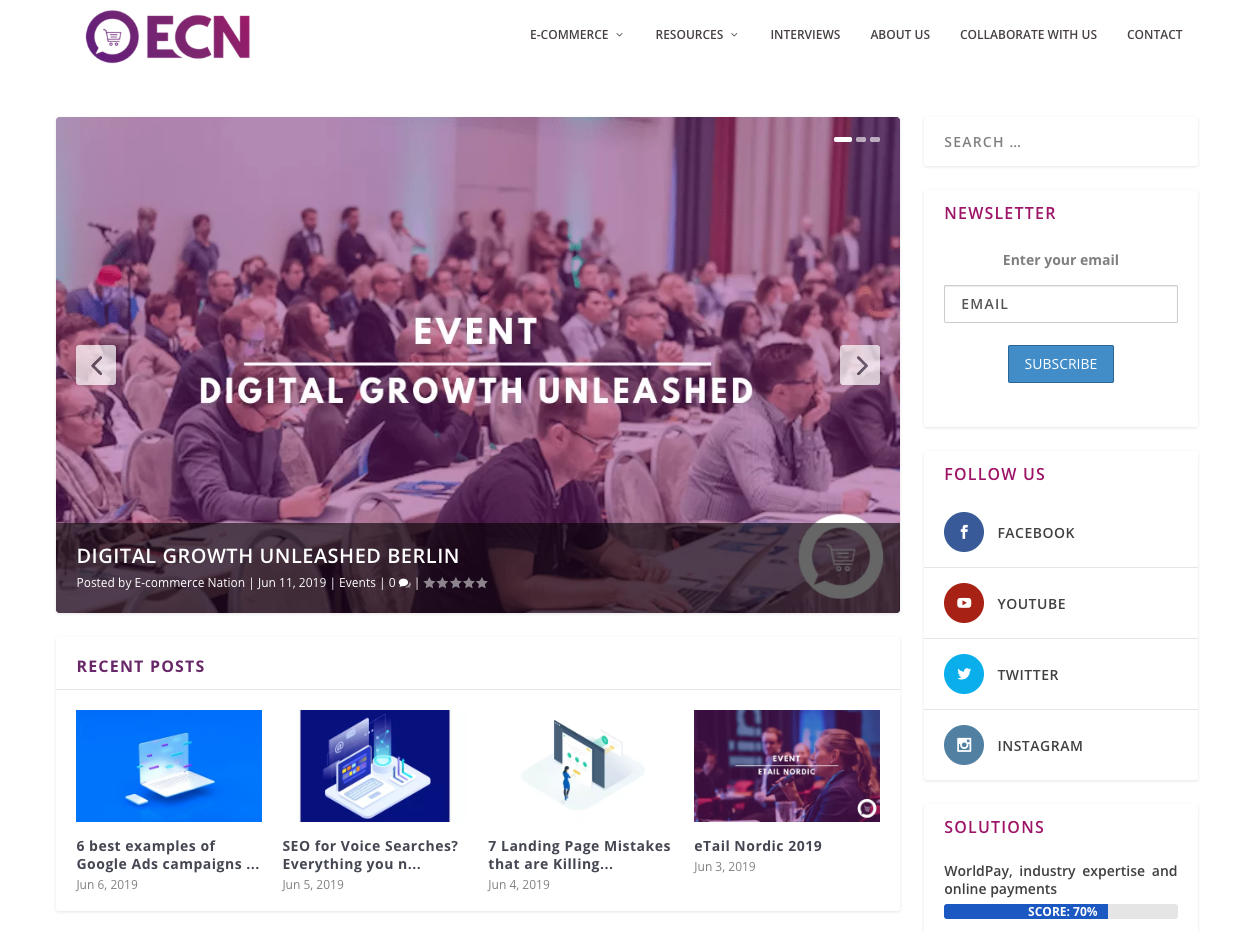 ECN
E-COMMERCE
RESOURCES
INTERVIEWS
ABOUT US
COLLABORATE WITH US
CONTACT
EVENT
DIGITAL GROWTH UNLEASHED
DIGITAL GROWTH UNLEASHED BERLIN
Posted by E-commerce Nation | Jun 11, 2019 | Events | 0 |
RECENT POSTS
6 best examples of
Google Ads campaigns ...
Jun 6, 2019
SEO for Voice Searches?
Everything you n...
Jun 5, 2019
7 Landing Page Mistakes
that are Killing...
Jun 4, 2019
EVENT
ETAIL NORDIC
eTail Nordic 2019
Jun 3, 2019
SEARCH ...
NEWSLETTER
Enter your email
EMAIL
SUBSCRIBE
FOLLOW US
FACEBOOK
YOUTUBE
TWITTER
INSTAGRAM
SOLUTIONS
WorldPay, industry expertise and
online payments
SCORE: 70%